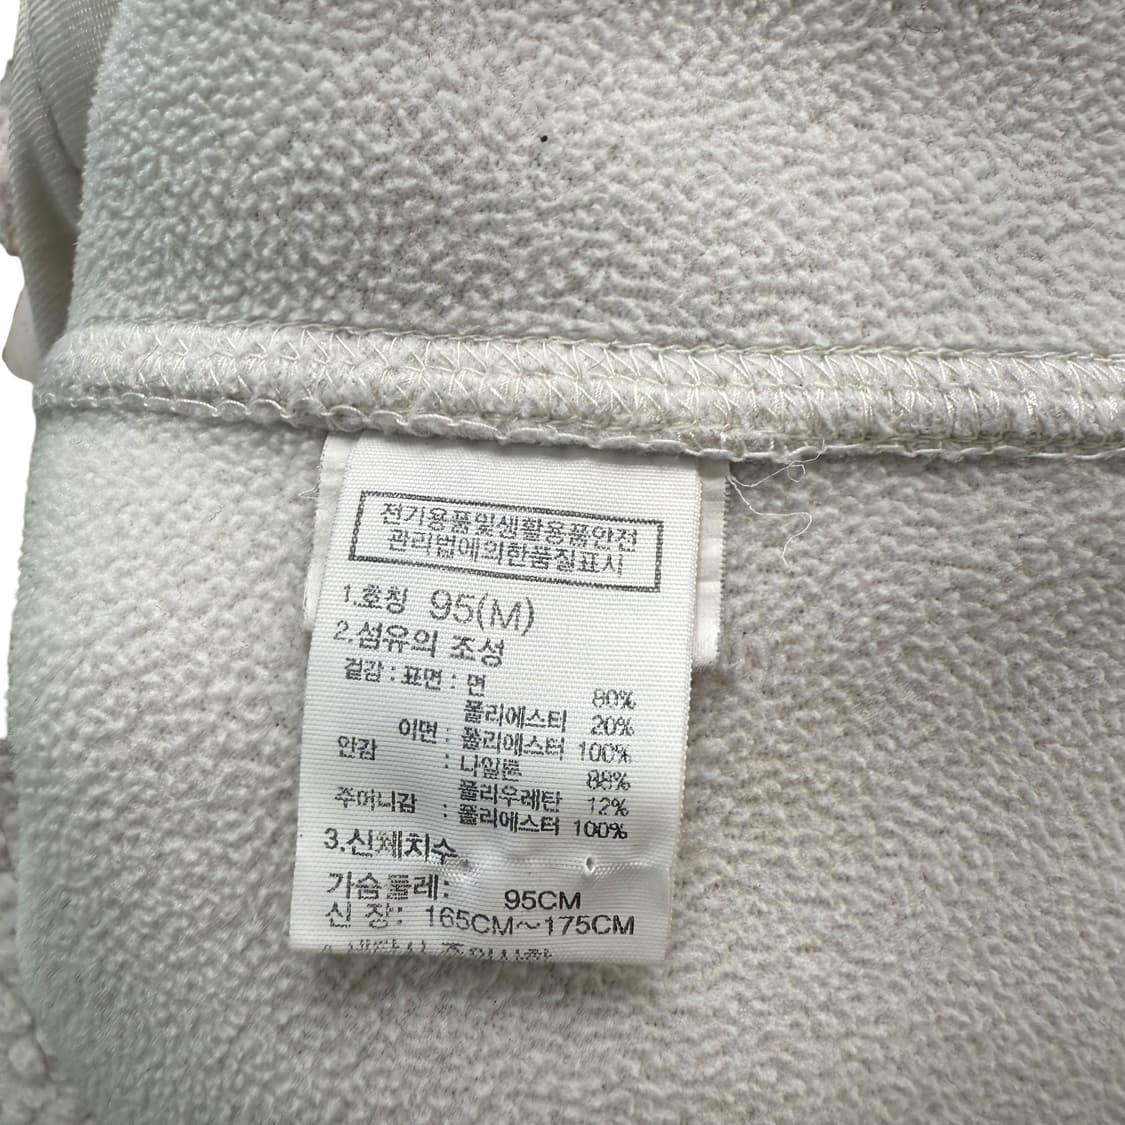 전기용품및생활용품안전
관리법에의한품질표시
1.호칭 95(M)
2.섬유의 조성
겉감 : 표면 : 면 80%
폴리에스터 20%
이면 : 폴리에스터 100%
안감 : 나일론 88%
폴리우레탄 12%
주머니감 : 폴리에스터 100%
3.신체치수
가슴둘레: 95CM
신 장: 165CM~175CM